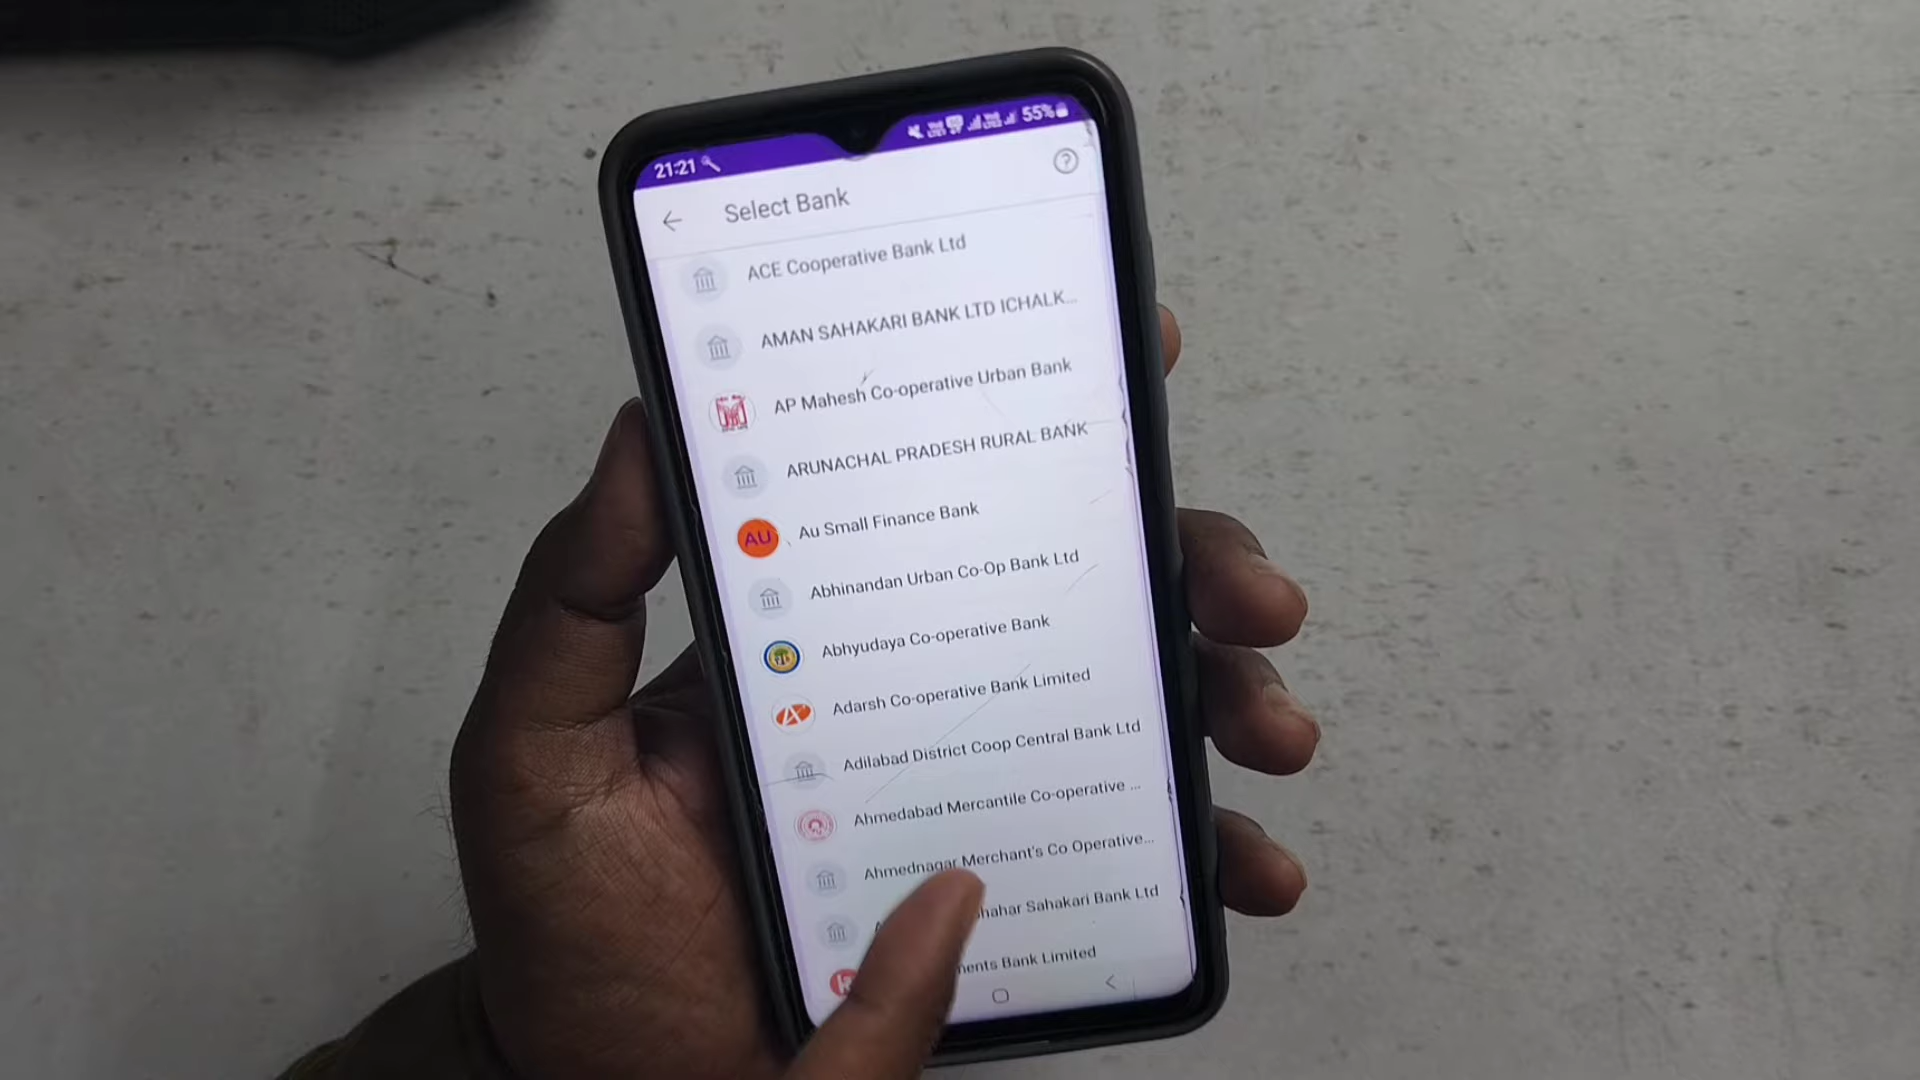 21:21
55%
Select Bank
ACE Cooperative Bank Ltd
AMAN SAHAKARI BANK LTD ICHALK...
AP Mahesh Co-operative Urban Bank
ARUNACHAL PRADESH RURAL BANK
AU
Au Small Finance Bank
Abhinandan Urban Co-Op Bank Ltd
Abhyudaya Co-operative Bank
Adarsh Co-operative Bank Limited
Adilabad District Coop Central Bank Ltd
Ahmedabad Mercantile Co-operative ...
Ahmednagar Merchant's Co Operative...
Sahakari Bank Ltd
Bank Limited